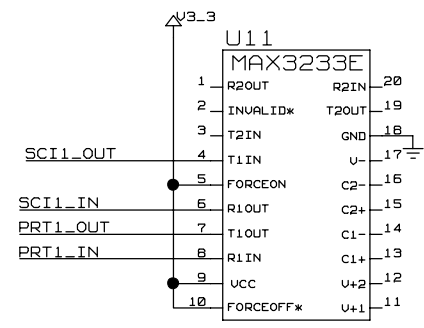 V3_3
U11
MAX3233E
1 R2OUT R2IN 20
2 INVALID* T2OUT 19
3 T2IN GND 18
SCI1_OUT 4 T1IN V- 17
5 FORCEON C2- 16
SCI1_IN 6 R1OUT C2+ 15
PRT1_OUT 7 T1OUT C1- 14
PRT1_IN 8 R1IN C1+ 13
9 VCC V+2 12
10 FORCEOFF* V+1 11